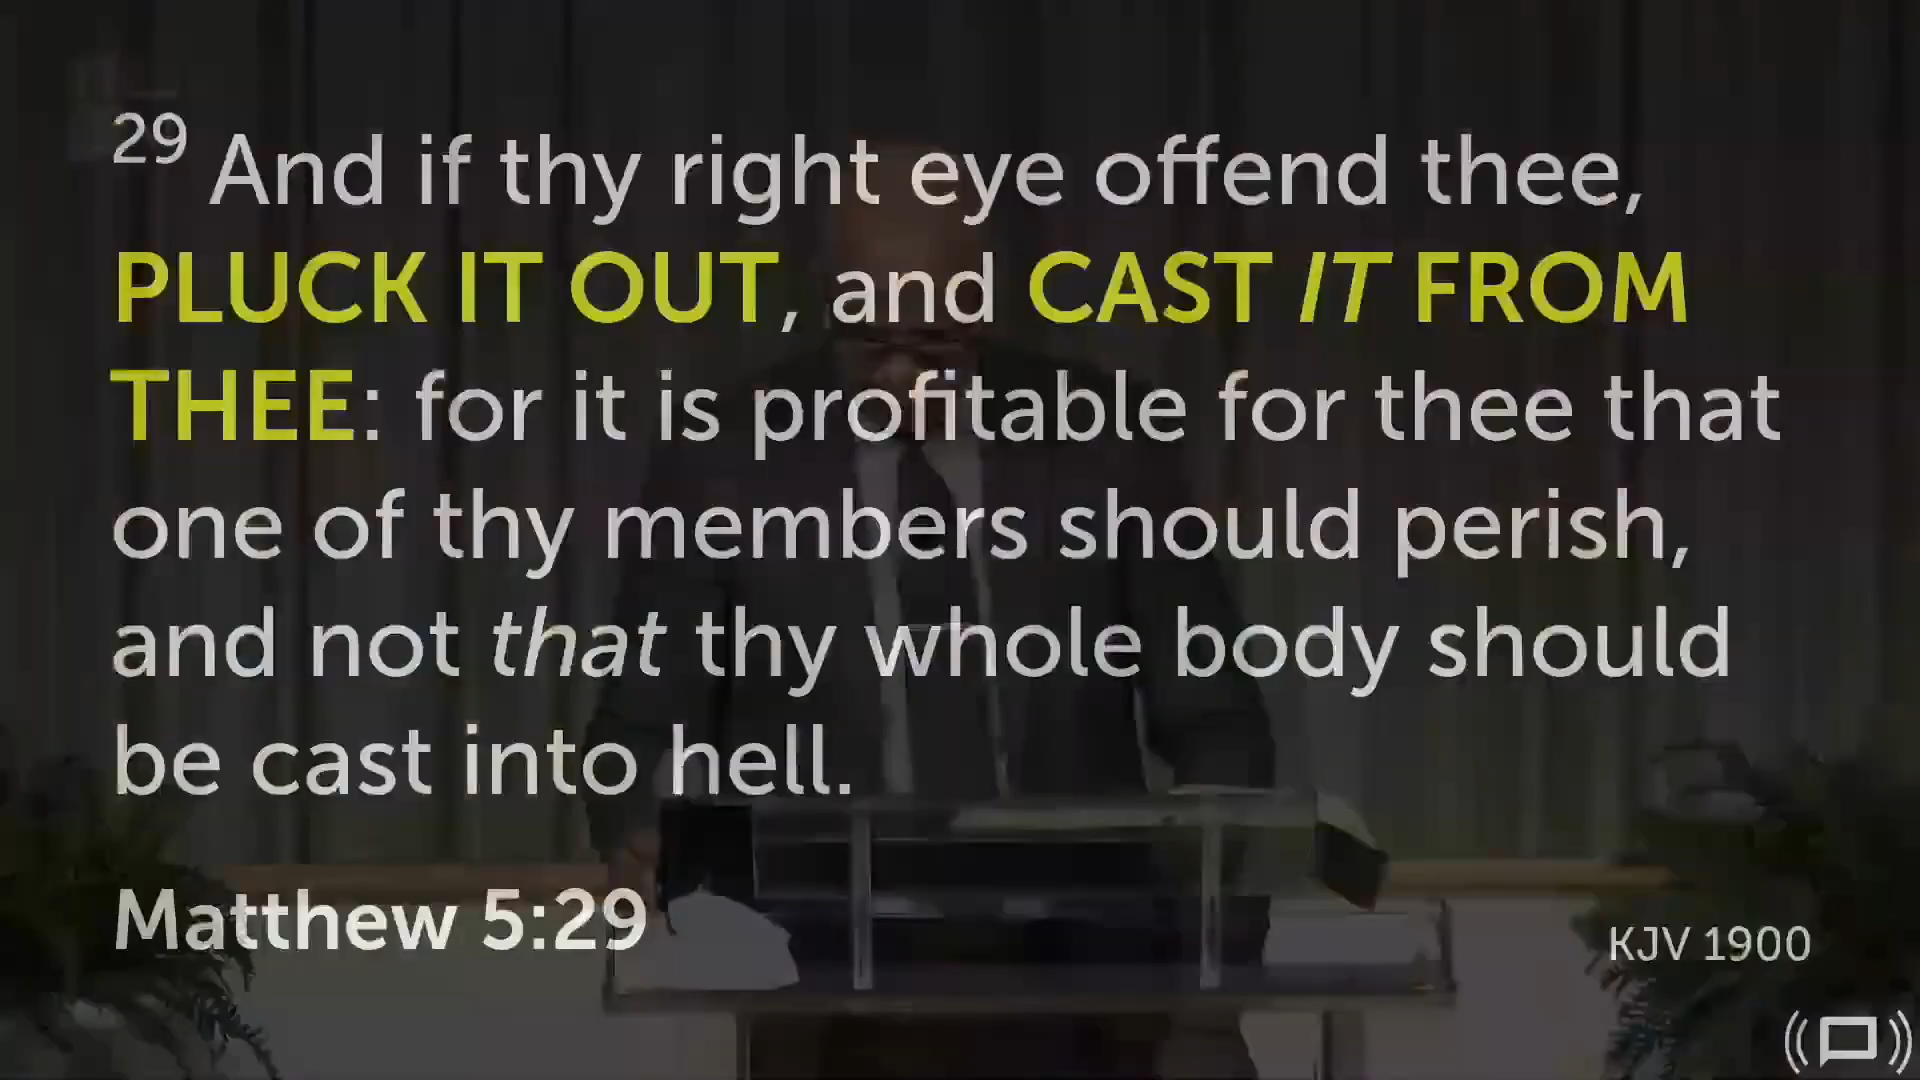 29 And if thy right eye offend thee,
PLUCK IT OUT, and CAST IT FROM
THEE: for it is profitable for thee that
one of thy members should perish,
and not that thy whole body should
be cast into hell.
Matthew 5:29
KJV 1900